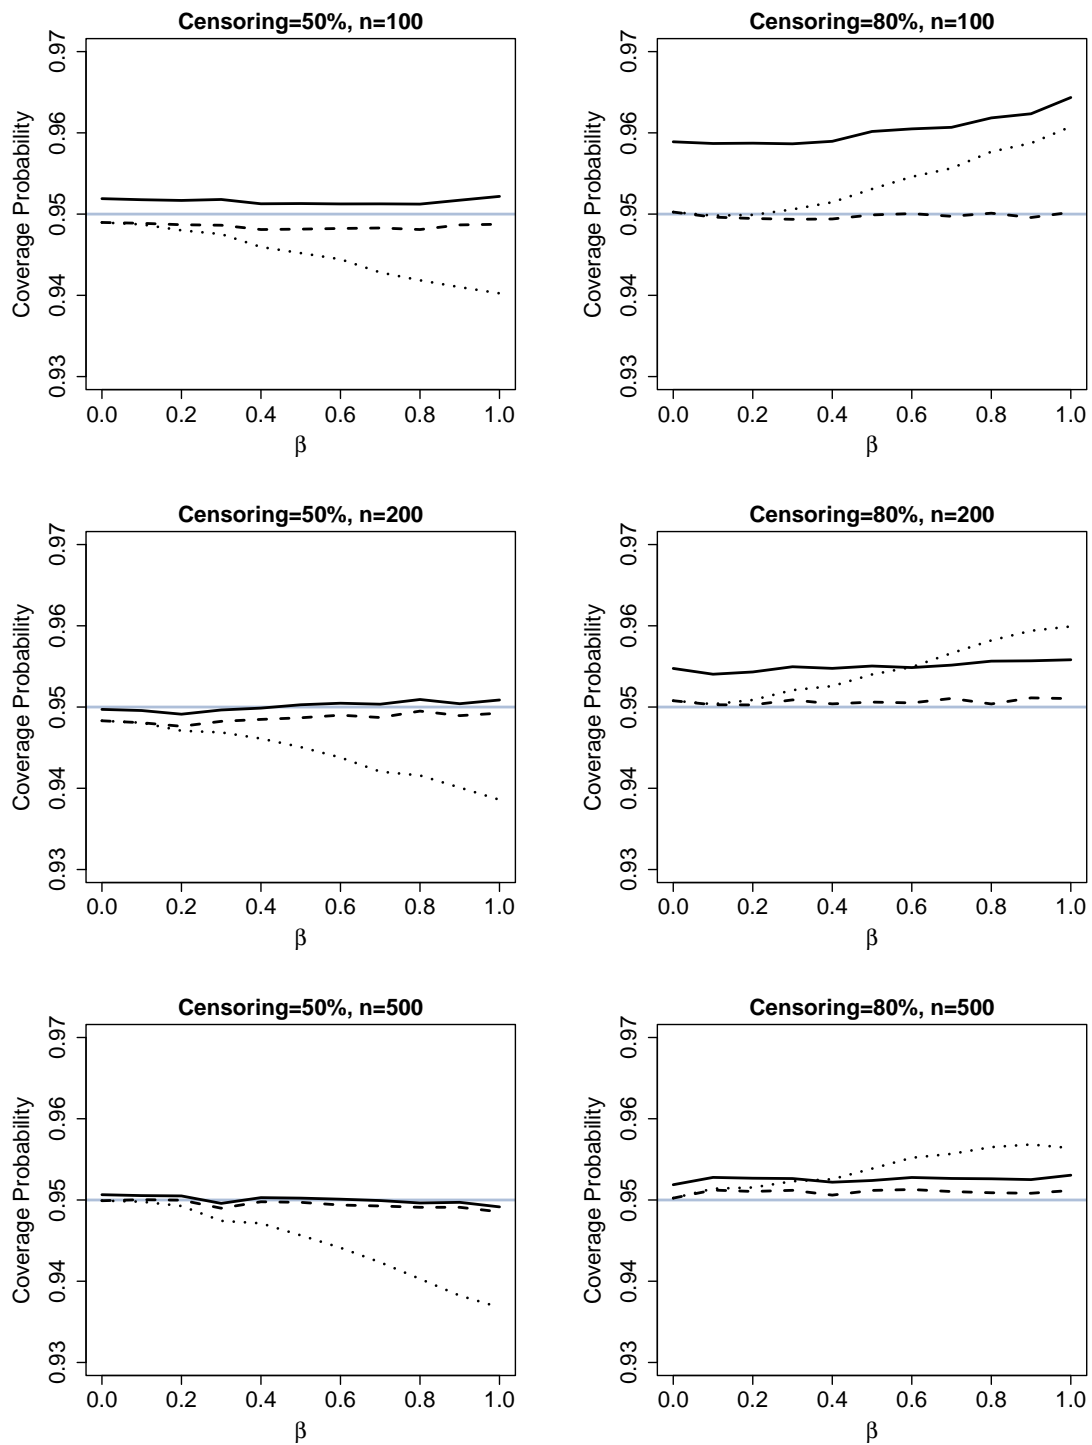 Censoring=50%, n=100
Coverage Probability
0.97
0.96
0.95
0.94
0.93
0.0 0.2 0.4 0.6 0.8 1.0
β
Censoring=80%, n=100
Coverage Probability
0.97
0.96
0.95
0.94
0.93
0.0 0.2 0.4 0.6 0.8 1.0
β
Censoring=50%, n=200
Coverage Probability
0.97
0.96
0.95
0.94
0.93
0.0 0.2 0.4 0.6 0.8 1.0
β
Censoring=80%, n=200
Coverage Probability
0.97
0.96
0.95
0.94
0.93
0.0 0.2 0.4 0.6 0.8 1.0
β
Censoring=50%, n=500
Coverage Probability
0.97
0.96
0.95
0.94
0.93
0.0 0.2 0.4 0.6 0.8 1.0
β
Censoring=80%, n=500
Coverage Probability
0.97
0.96
0.95
0.94
0.93
0.0 0.2 0.4 0.6 0.8 1.0
β